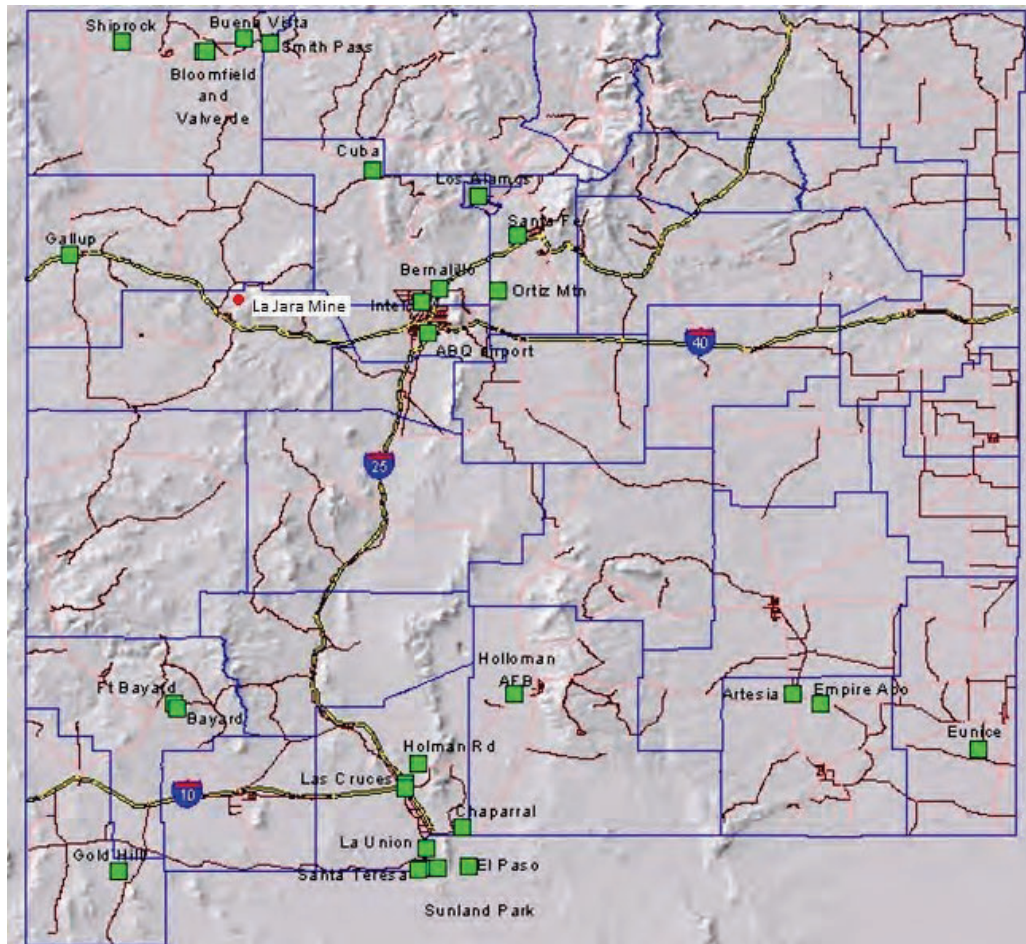 Buena Vista
Shiprock
Smith Pass
Bloomfield
and
Valverde
Cuba
Los Alamos
Santa Fe
Gallup
Bernalillo
Ortiz Mtn
La Jara Mine
Intel
ABQ airport
40
25
Holloman
AFB
Ft Bayard
Artesia
Empire Abo
Bayard
Eunice
Holman Rd
Las Cruces
10
Chaparral
La Union
Gold Hill
Santa Teresa
El Paso
Sunland Park